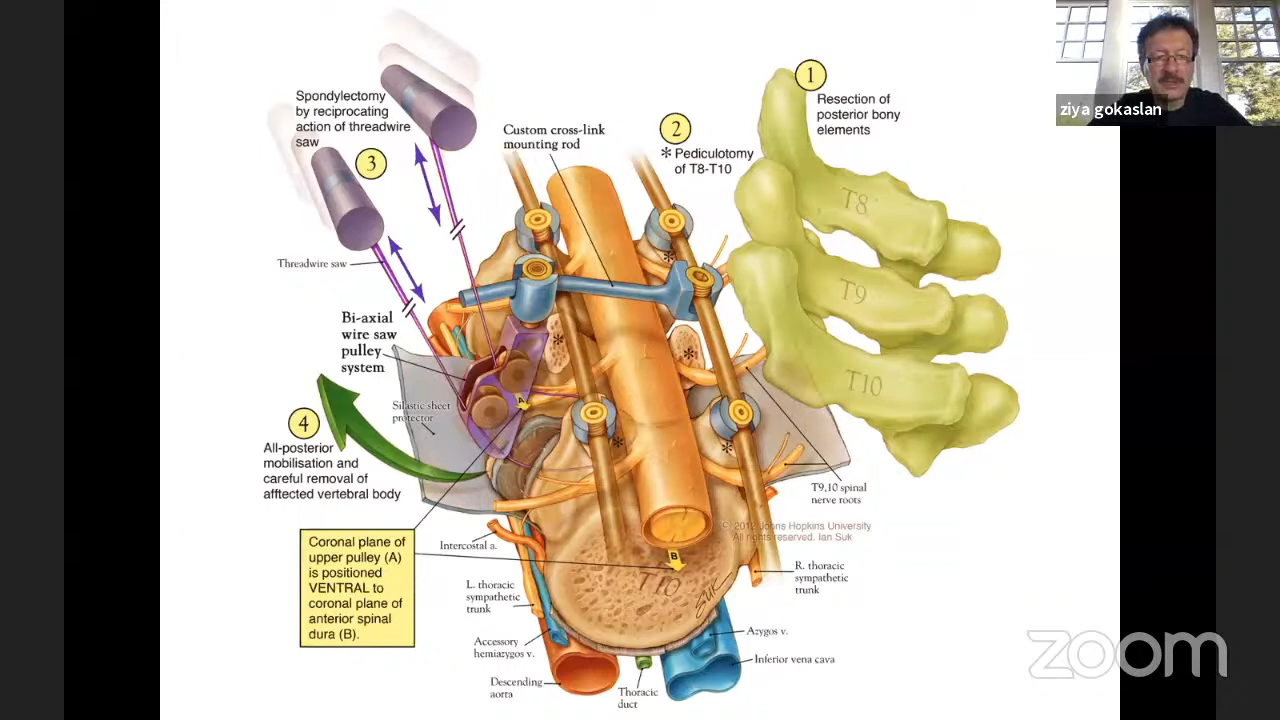 ziya gokaslan
1
Resection of
posterior bony
elements
2
* Pediculotomy
of T8-T10
Custom cross-link
mounting rod
Spondylectomy
by reciprocating
action of threadwire
saw
3
Threadwire saw
Bi-axial
wire saw
pulley
system
Silastic sheet
protector
4
All-posterior
mobilisation and
careful removal of
afftected vertebral body
Coronal plane of
upper pulley (A)
is positioned
VENTRAL to
coronal plane of
anterior spinal
dura (B).
T8
T9
T10
*
*
*
*
*
A
B
T10
SUK
T9,10 spinal
nerve roots
© 2012 Johns Hopkins University
All rights reserved. Ian Suk
Intercostal a.
L. thoracic
sympathetic
trunk
R. thoracic
sympathetic
trunk
Accessory
hemiazygos v.
Azygos v.
Inferior vena cava
Descending
aorta
Thoracic
duct
zoom